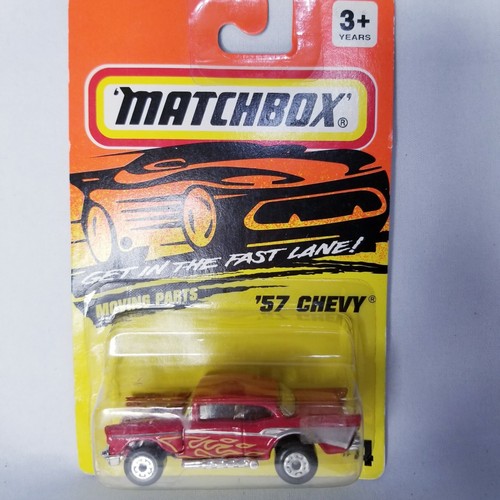 3+
YEARS
'MATCHBOX'®
GET IN THE FAST LANE!
MOVING PARTS
'57 CHEVY®